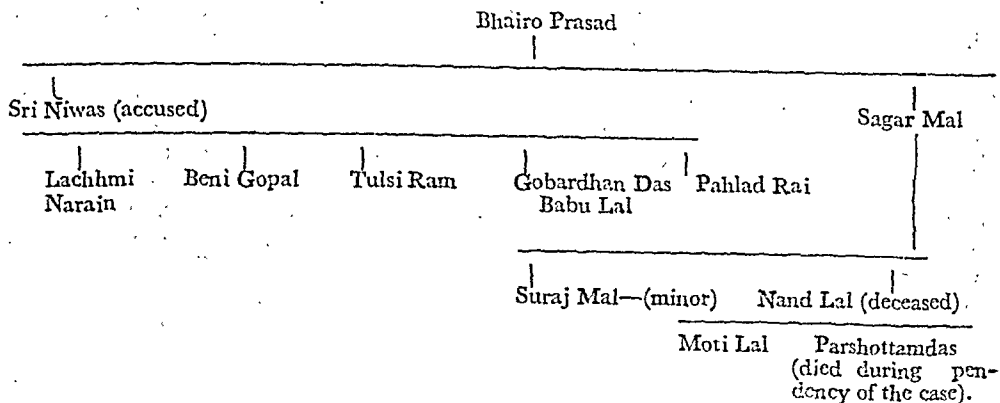 Bhairo Prasad
Sri Niwas (accused)
Sagar Mal
Lachhmi Narain
Beni Gopal
Tulsi Ram
Gobardhan Das
Babu Lal
Pahlad Rai
Suraj Mal—(minor)
Nand Lal (deceased)
Moti Lal
Parshottamdas
(died during pen-
dency of the case).